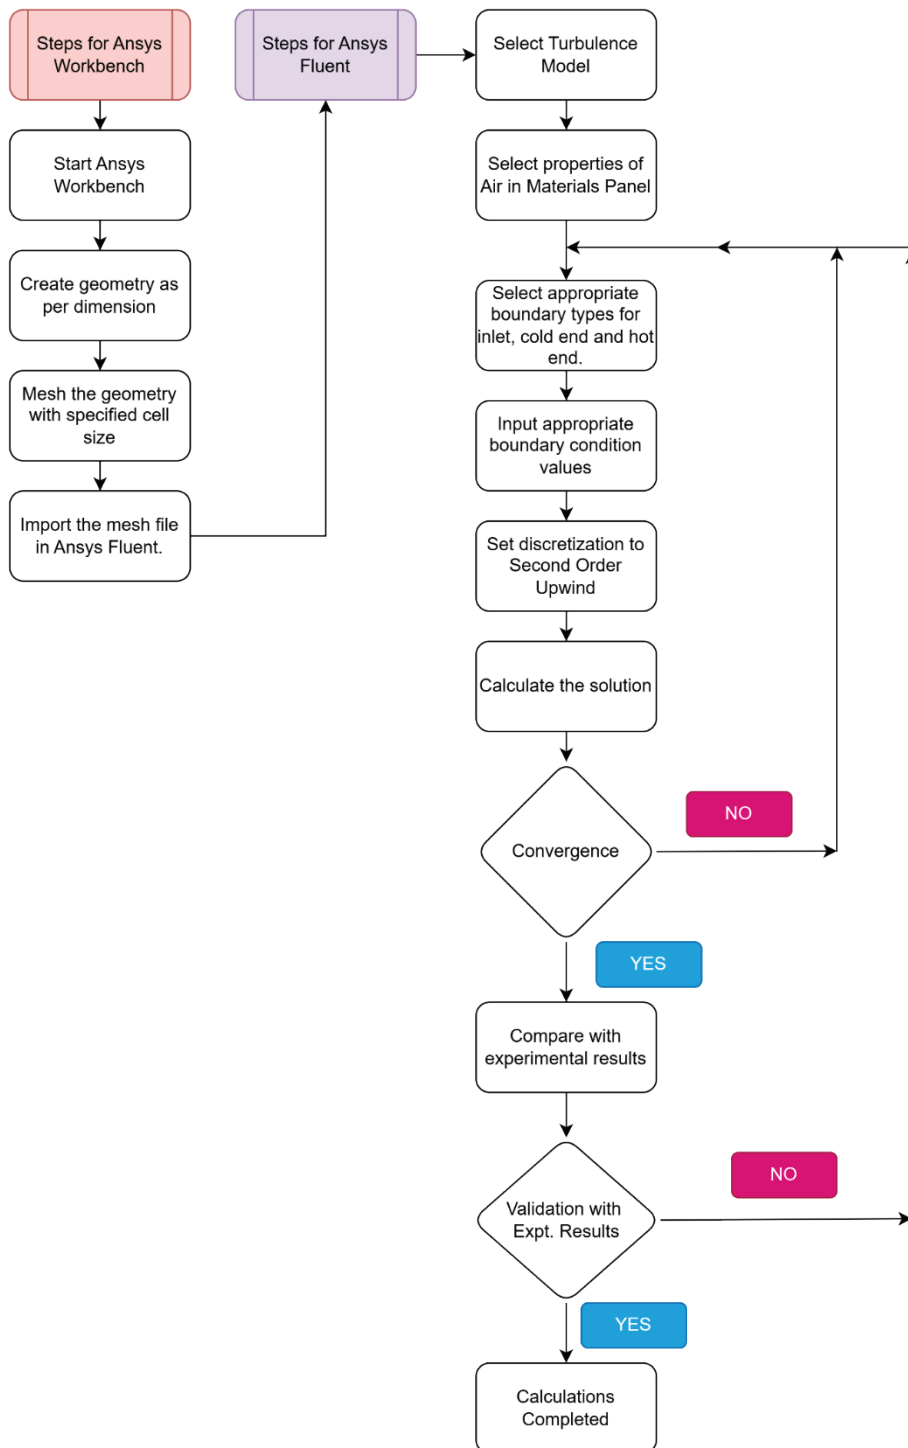 Steps for Ansys
Workbench
Start Ansys
Workbench
Create geometry as
per dimension
Mesh the geometry
with specified cell
size
Import the mesh file
in Ansys Fluent.
Steps for Ansys
Fluent
Select Turbulence
Model
Select properties of
Air in Materials Panel
Select appropriate
boundary types for
inlet, cold end and hot
end.
Input appropriate
boundary condition
values
Set discretization to
Second Order
Upwind
Calculate the solution
Convergence
NO
YES
Compare with
experimental results
Validation with
Expt. Results
NO
YES
Calculations
Completed